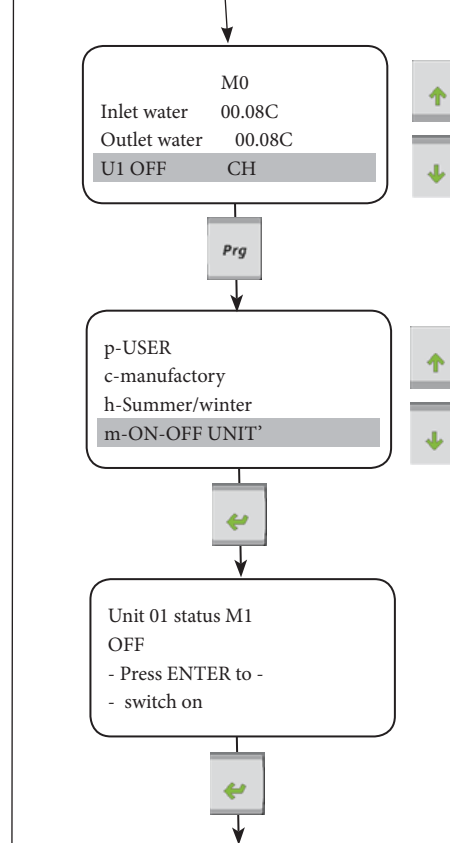 M0
Inlet water 00.08C
Outlet water 00.08C
U1 OFF CH
Prg
p-USER
c-manufactory
h-Summer/winter
m-ON-OFF UNIT’
Unit 01 status M1
OFF
- Press ENTER to -
- switch on